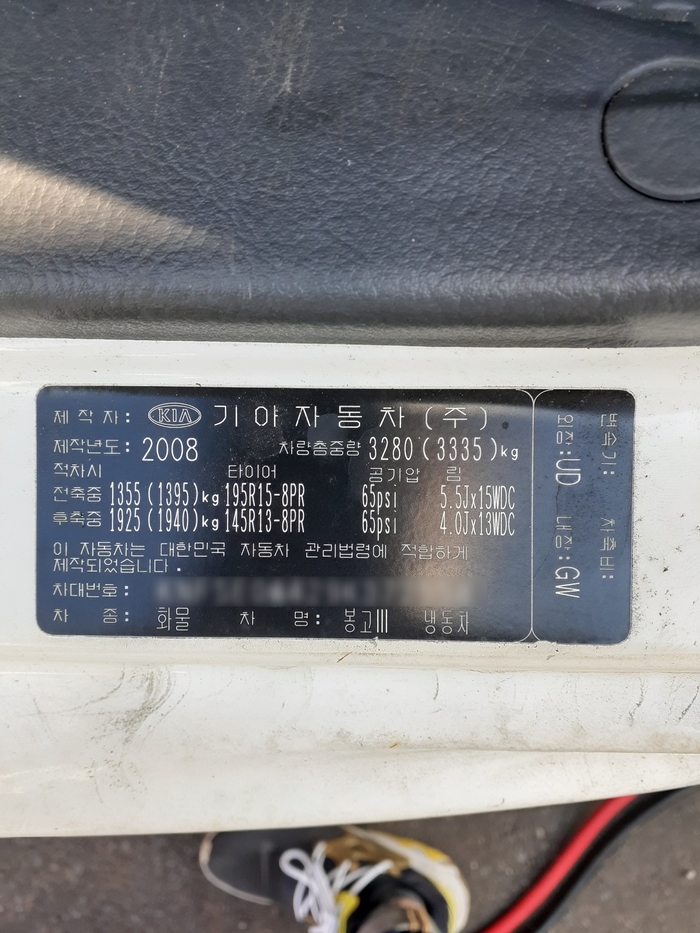 제 작 자: KIA 기 아 자 동 차 ( 주 )
제작년도: 2008 차량총중량 3280 (3335)kg
적차시 타이어 공기압 림
전축중 1355(1395)kg 195R15-8PR 65psi 5.5Jx15WDC
후축중 1925(1940)kg 145R13-8PR 65psi 4.0Jx13WDC
이 자동차는 대한민국 자동차 관리법령에 적합하게
제작되었습니다.
차대번호:
차 종: 화물 차 명: 봉고Ⅲ 냉동차
변속기: 차축비:
외장:UD 내장:GW